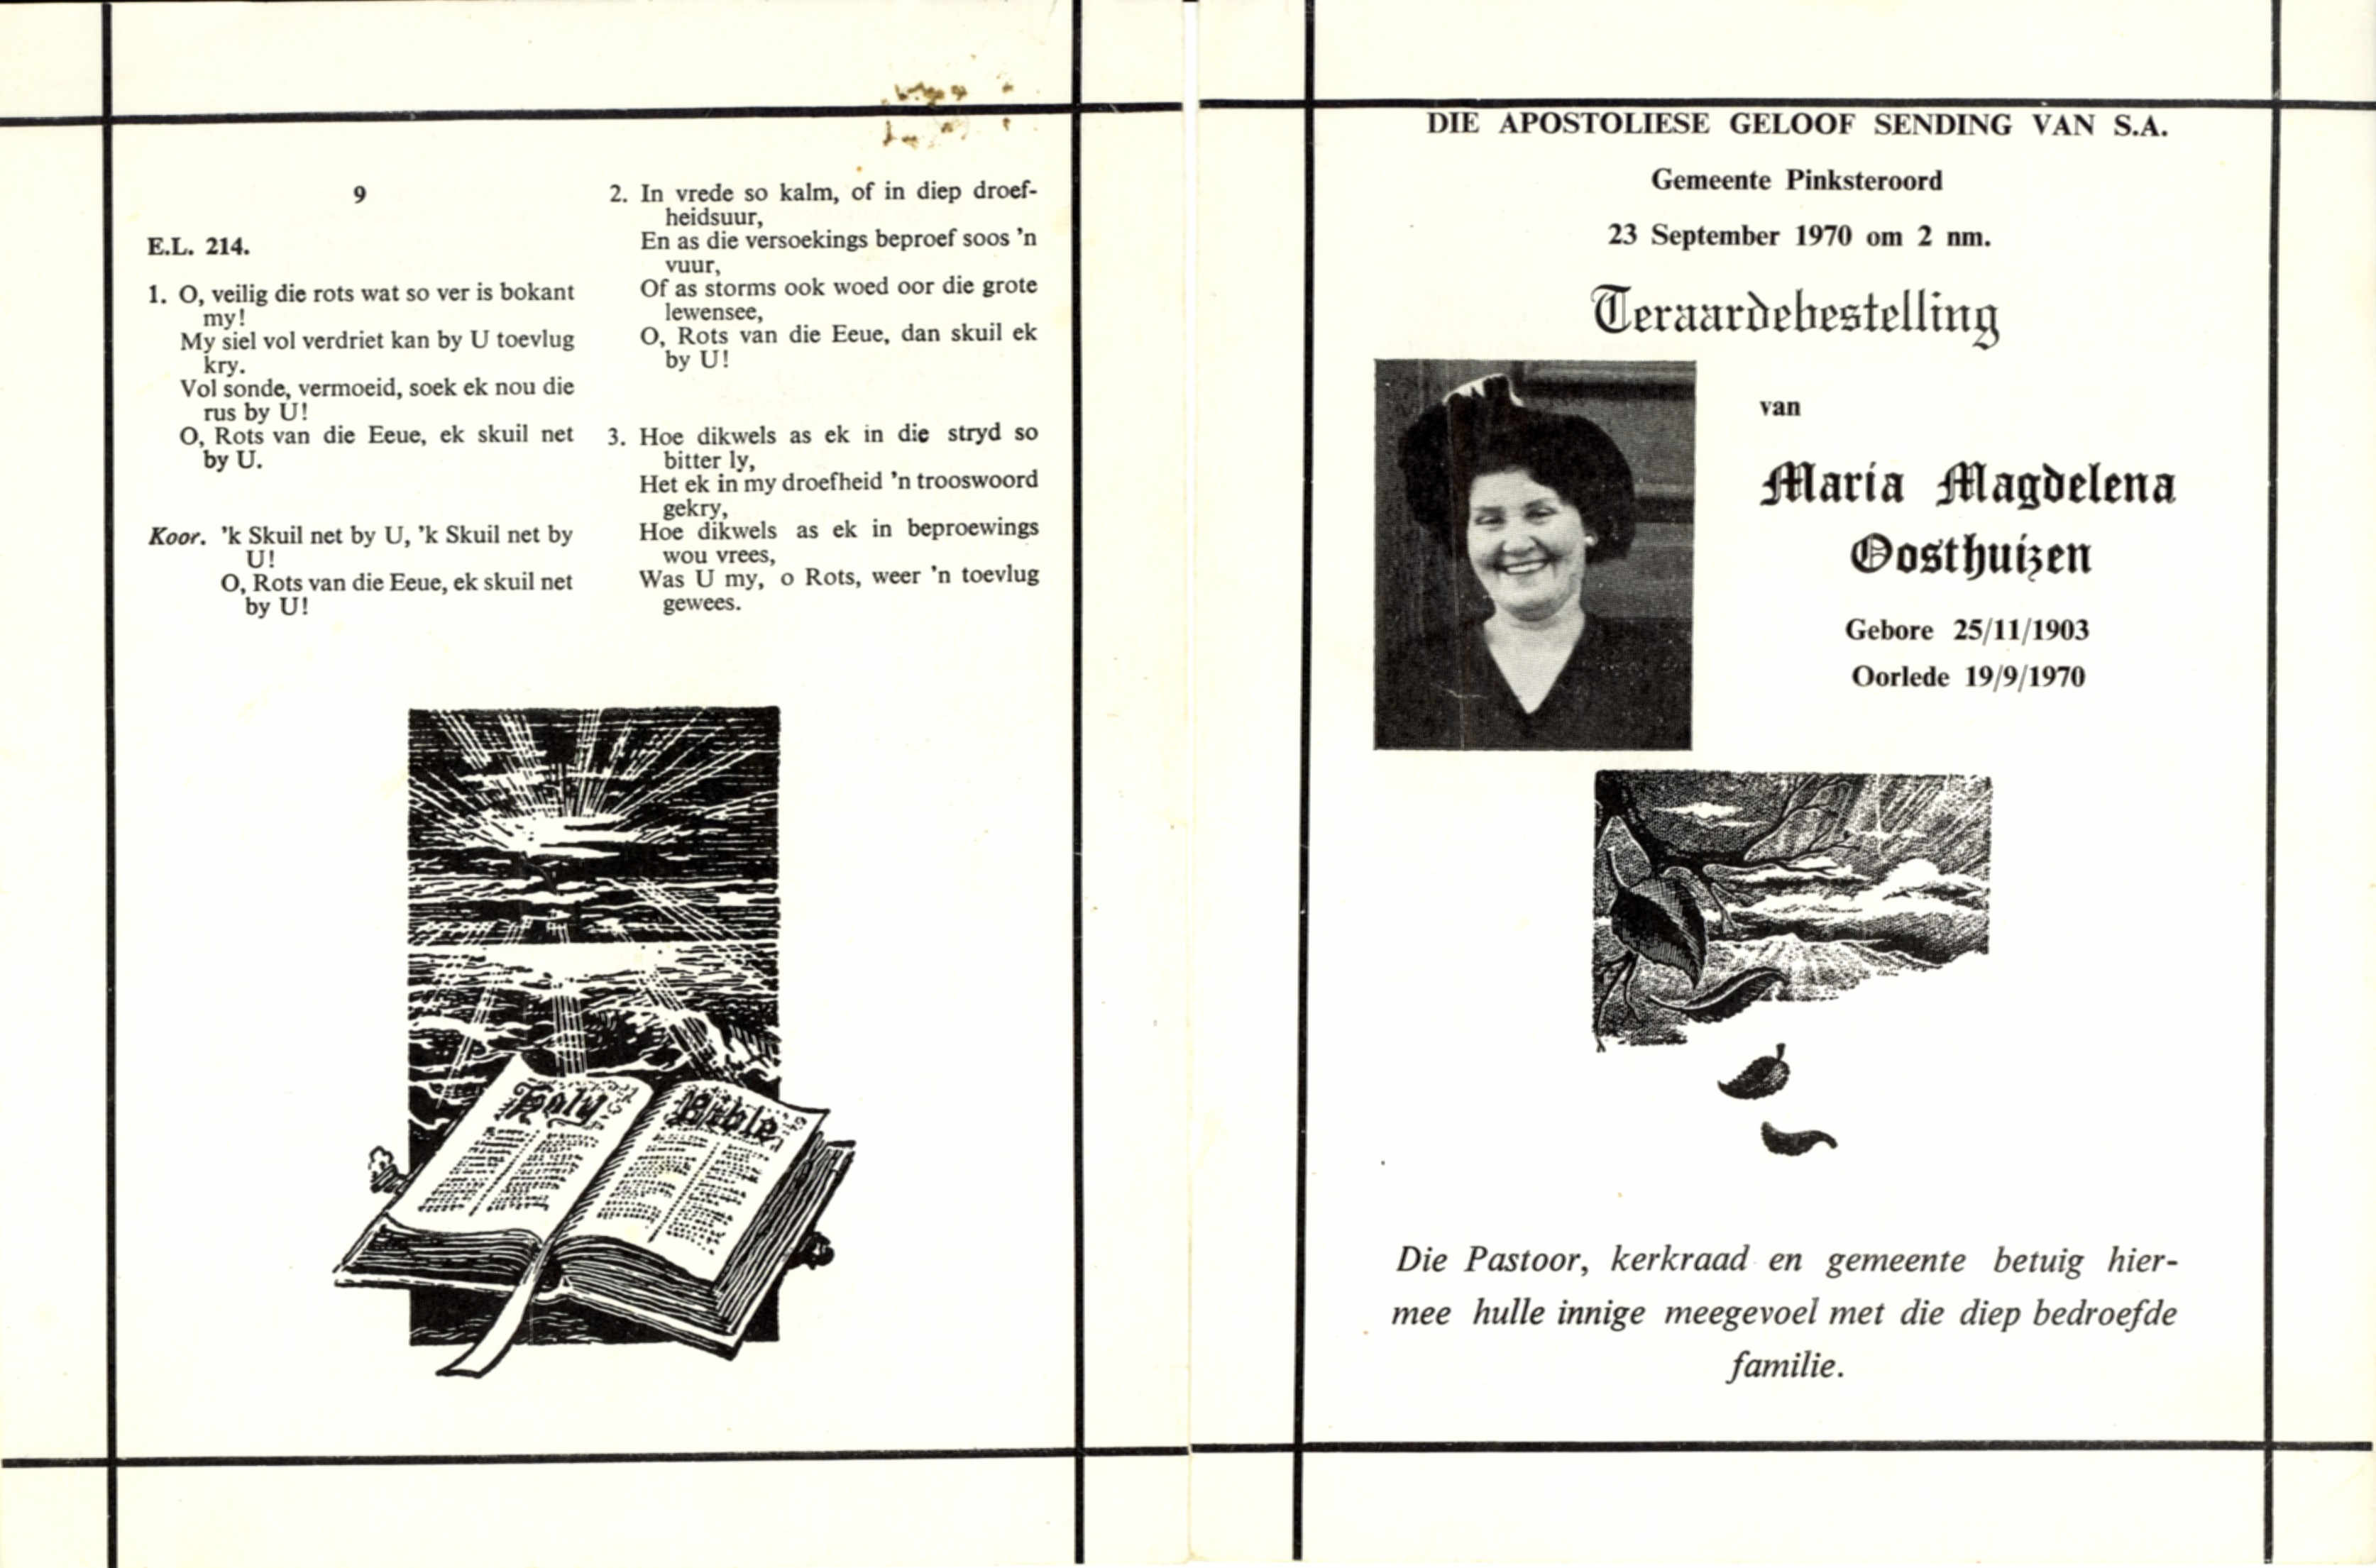 9
E.L. 214.
1. O, veilig die rots wat so ver is bokant
my!
My siel vol verdriet kan by U toevlug
kry.
Vol sonde, vermoeid, soek ek nou die
rus by U!
O, Rots van die Eeue, ek skuil net
by U.
Koor. 'k Skuil net by U, 'k Skuil net by
U!
O, Rots van die Eeue, ek skuil net
by U!
2. In vrede so kalm, of in diep droef-
heidsuur,
En as die versoekings beproef soos 'n
vuur,
Of as storms ook woed oor die grote
lewensee,
O, Rots van die Eeue, dan skuil ek
by U!
3. Hoe dikwels as ek in die stryd so
bitter ly,
Het ek in my droefheid 'n trooswoord
gekry,
Hoe dikwels as ek in beproewings
wou vrees,
Was U my, o Rots, weer 'n toevlug
gewees.
Holy Bible
DIE APOSTOLIESE GELOOF SENDING VAN S.A.
Gemeente Pinksteroord
23 September 1970 om 2 nm.
Teraardebestelling
van
Maria Magdelena
Oosthuizen
Gebore 25/11/1903
Oorlede 19/9/1970
Die Pastoor, kerkraad en gemeente betuig hier-
mee hulle innige meegevoel met die diep bedroefde
familie.